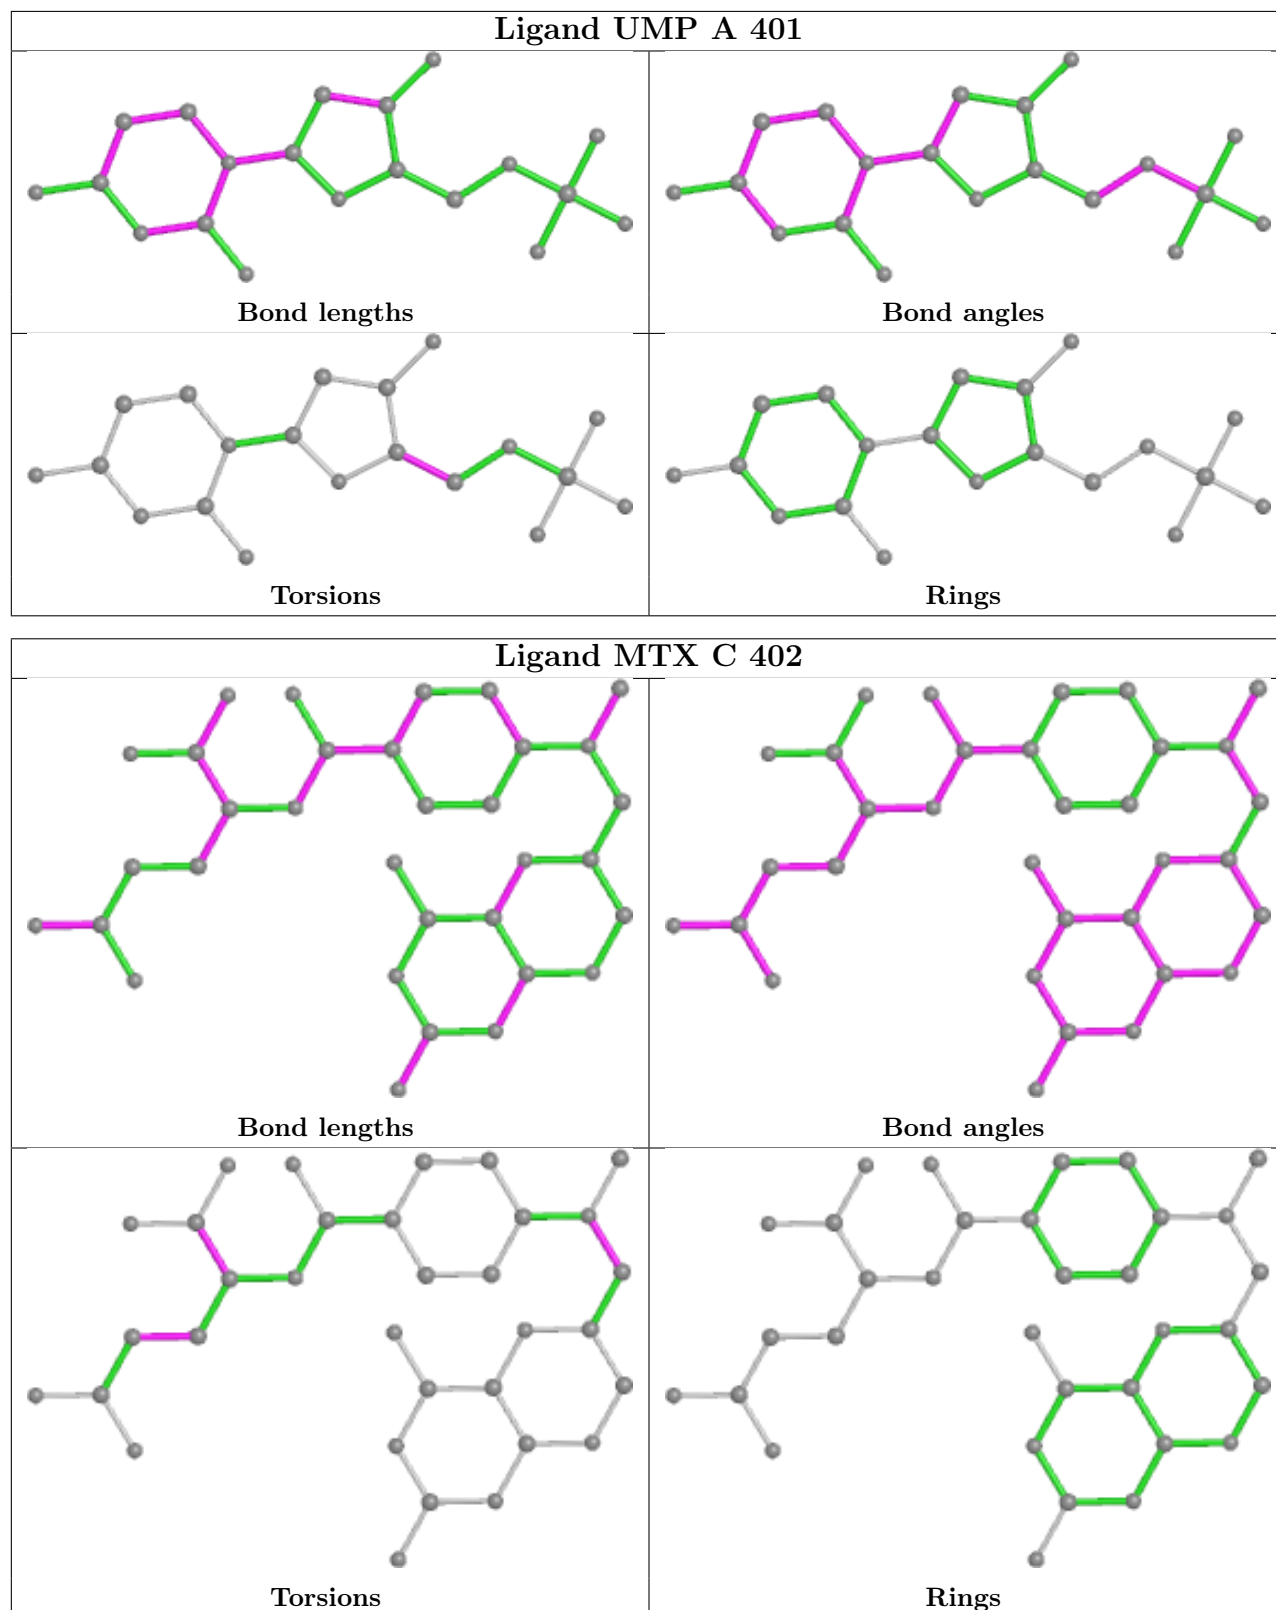 Ligand UMP A 401
Bond lengths
Bond angles
Torsions
Rings
Ligand MTX C 402
Bond lengths
Bond angles
Torsions
Rings